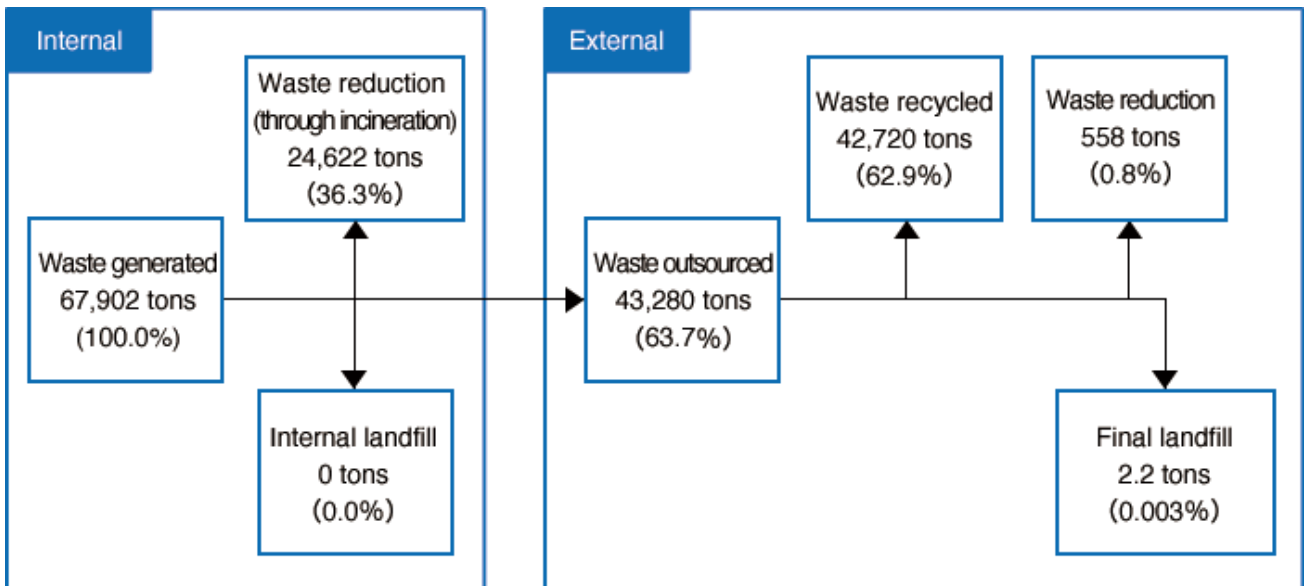 Internal
Waste reduction
(through incineration)
24,622 tons
(36.3%)
Waste generated
67,902 tons
(100.0%)
Internal landfill
0 tons
(0.0%)
External
Waste outsourced
43,280 tons
(63.7%)
Waste recycled
42,720 tons
(62.9%)
Waste reduction
558 tons
(0.8%)
Final landfill
2.2 tons
(0.003%)